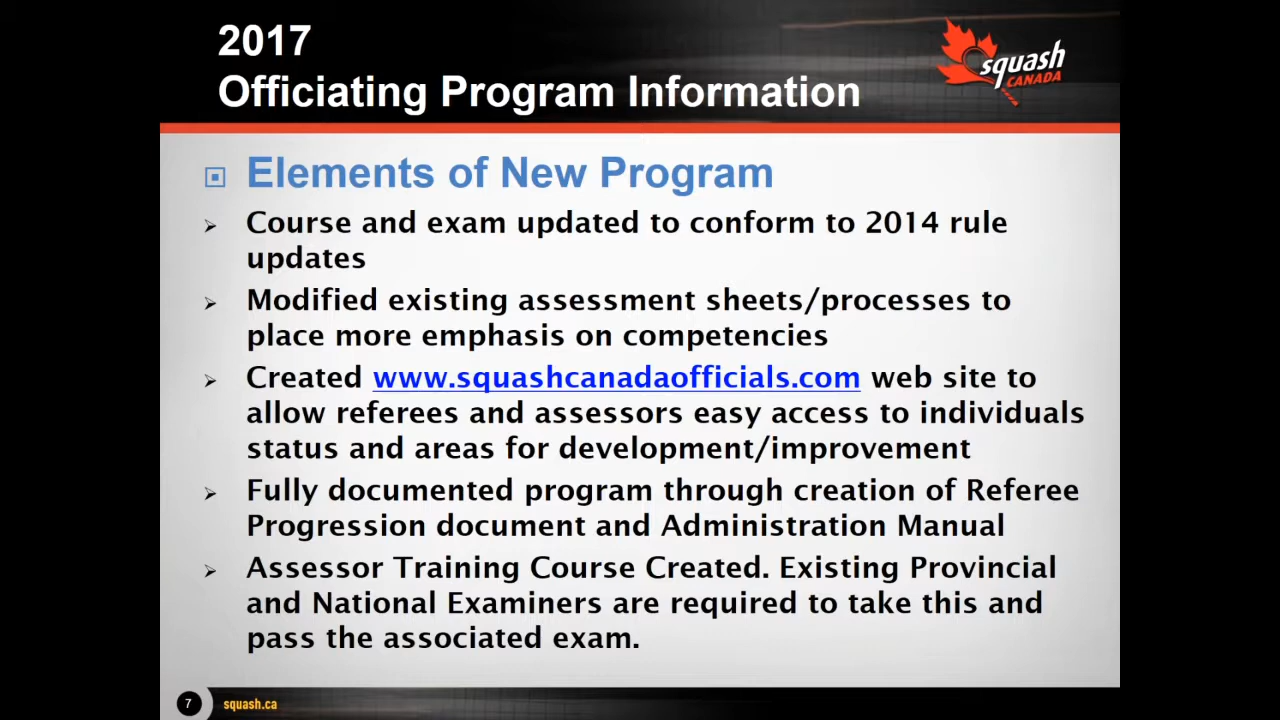 2017
Officiating Program Information
squash
CANADA
Elements of New Program
Course and exam updated to conform to 2014 rule
updates
Modified existing assessment sheets/processes to
place more emphasis on competencies
Created www.squashcanadaofficials.com web site to
allow referees and assessors easy access to individuals
status and areas for development/improvement
Fully documented program through creation of Referee
Progression document and Administration Manual
Assessor Training Course Created. Existing Provincial
and National Examiners are required to take this and
pass the associated exam.
7
squash.ca